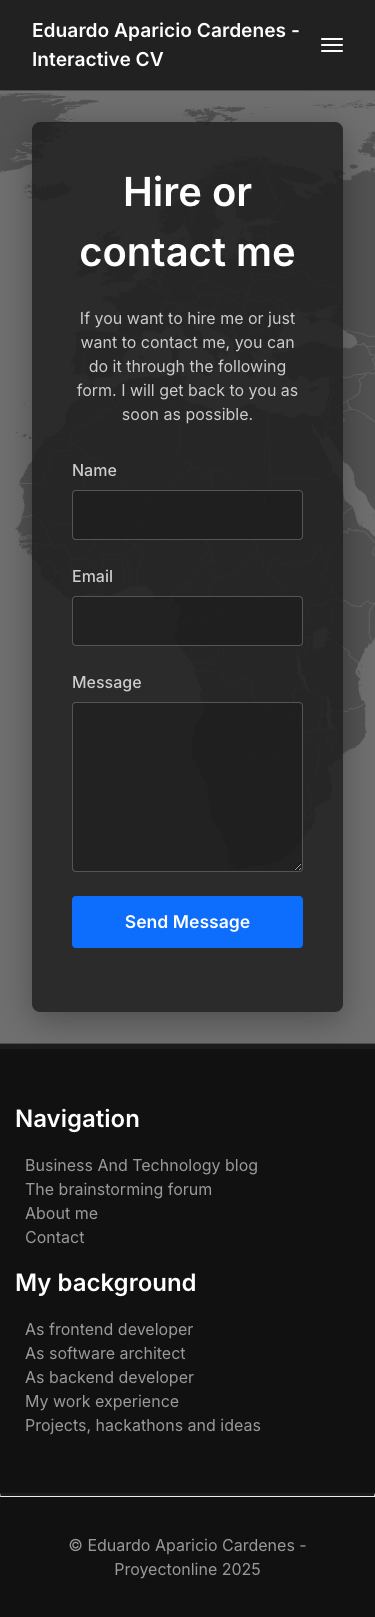 Eduardo Aparicio Cardenes -
Interactive CV
Hire or
contact me
If you want to hire me or just
want to contact me, you can
do it through the following
form. I will get back to you as
soon as possible.
Name
Email
Message
Send Message
Navigation
Business And Technology blog
The brainstorming forum
About me
Contact
My background
As frontend developer
As software architect
As backend developer
My work experience
Projects, hackathons and ideas
© Eduardo Aparicio Cardenes -
Proyectonline 2025